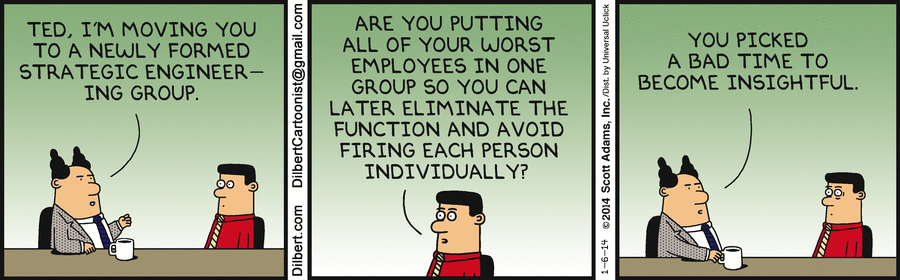 TED, I'M MOVING YOU
TO A NEWLY FORMED
STRATEGIC ENGINEER-
ING GROUP.
Dilbert.com DilbertCartoonist@gmail.com
ARE YOU PUTTING
ALL OF YOUR WORST
EMPLOYEES IN ONE
GROUP SO YOU CAN
LATER ELIMINATE THE
FUNCTION AND AVOID
FIRING EACH PERSON
INDIVIDUALLY?
1-6-14 ©2014 Scott Adams, Inc./Dist. by Universal Uclick
YOU PICKED
A BAD TIME TO
BECOME INSIGHTFUL.